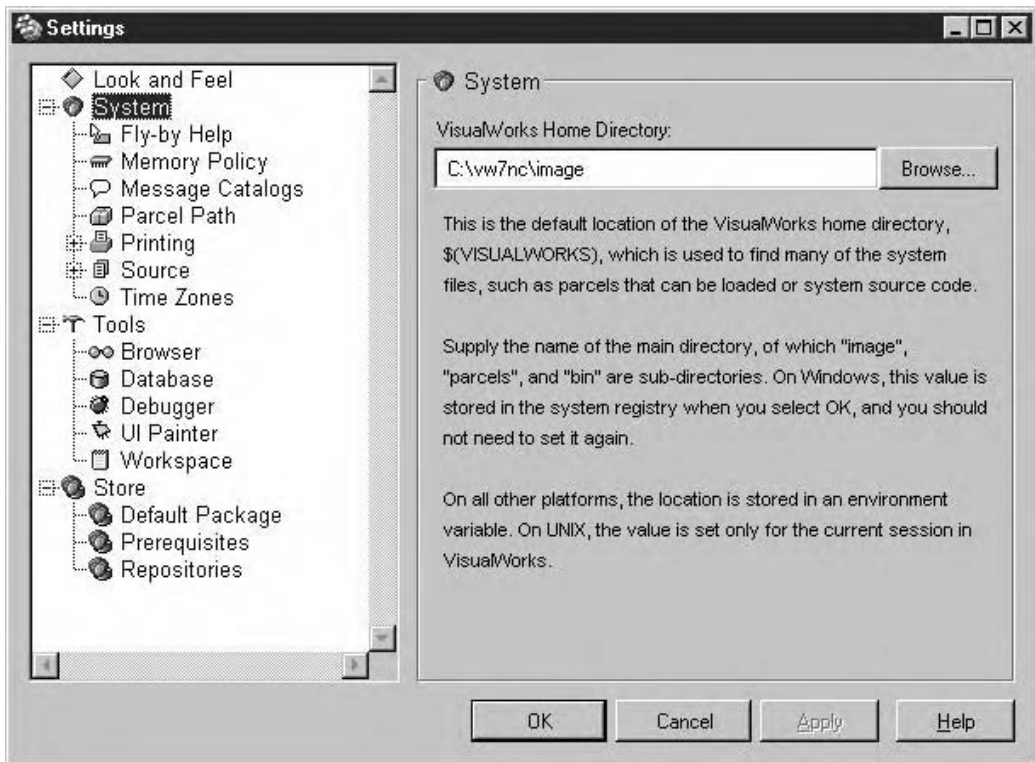 Settings
Look and Feel
System
Fly-by Help
Memory Policy
Message Catalogs
Parcel Path
Printing
Source
Time Zones
Tools
Browser
Database
Debugger
UI Painter
Workspace
Store
Default Package
Prerequisites
Repositories
System
VisualWorks Home Directory:
C:\vw7nc\image
Browse...
This is the default location of the VisualWorks home directory,
$(VISUALWORKS), which is used to find many of the system
files, such as parcels that can be loaded or system source code.
Supply the name of the main directory, of which "image",
"parcels", and "bin" are sub-directories. On Windows, this value is
stored in the system registry when you select OK, and you should
not need to set it again.
On all other platforms, the location is stored in an environment
variable. On UNIX, the value is set only for the current session in
VisualWorks.
OK
Cancel
Apply
Help